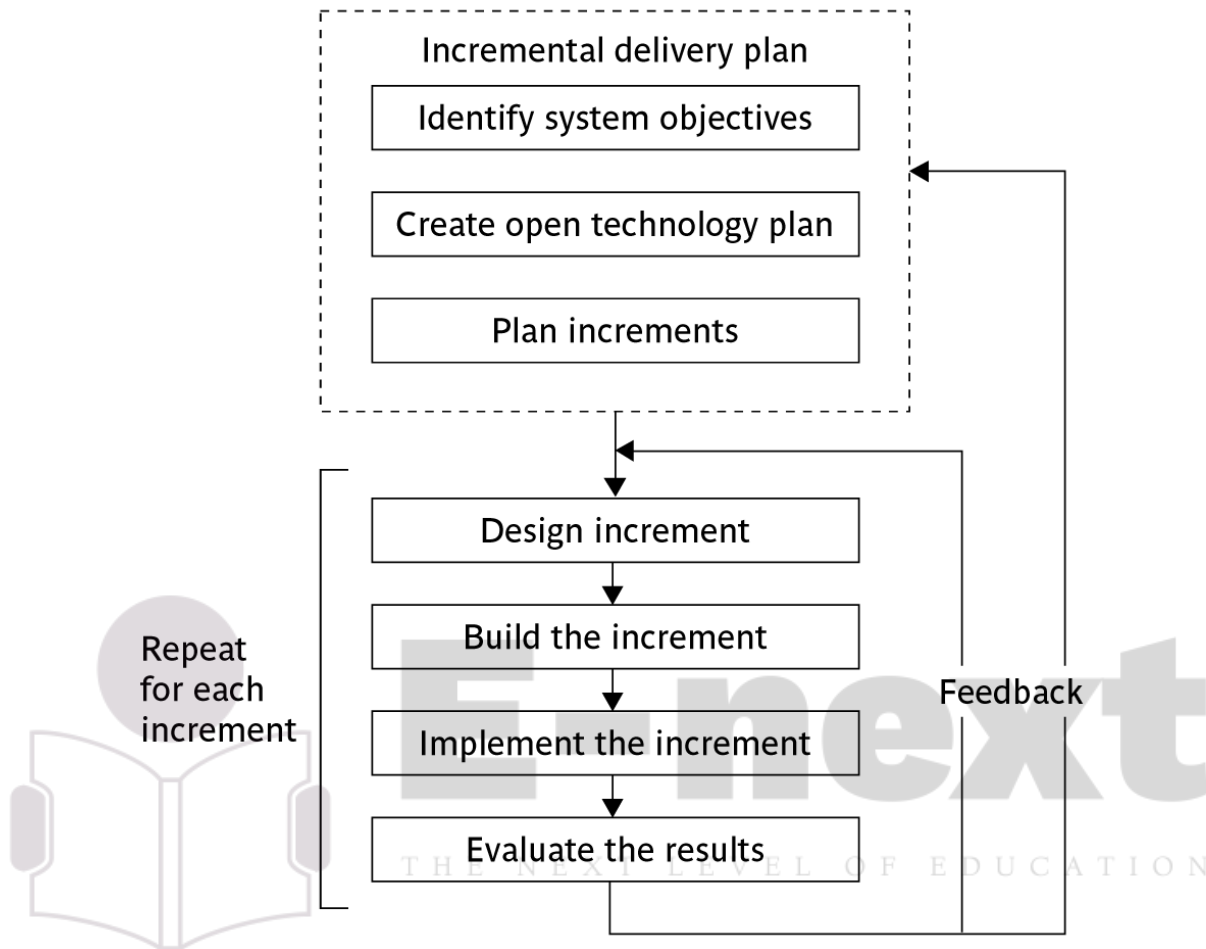 Incremental delivery plan
Identify system objectives
Create open technology plan
Plan increments
Design increment
Build the increment
Implement the increment
Evaluate the results
Repeat
for each
increment
Feedback
E-next
THE NEXT LEVEL OF EDUCATION